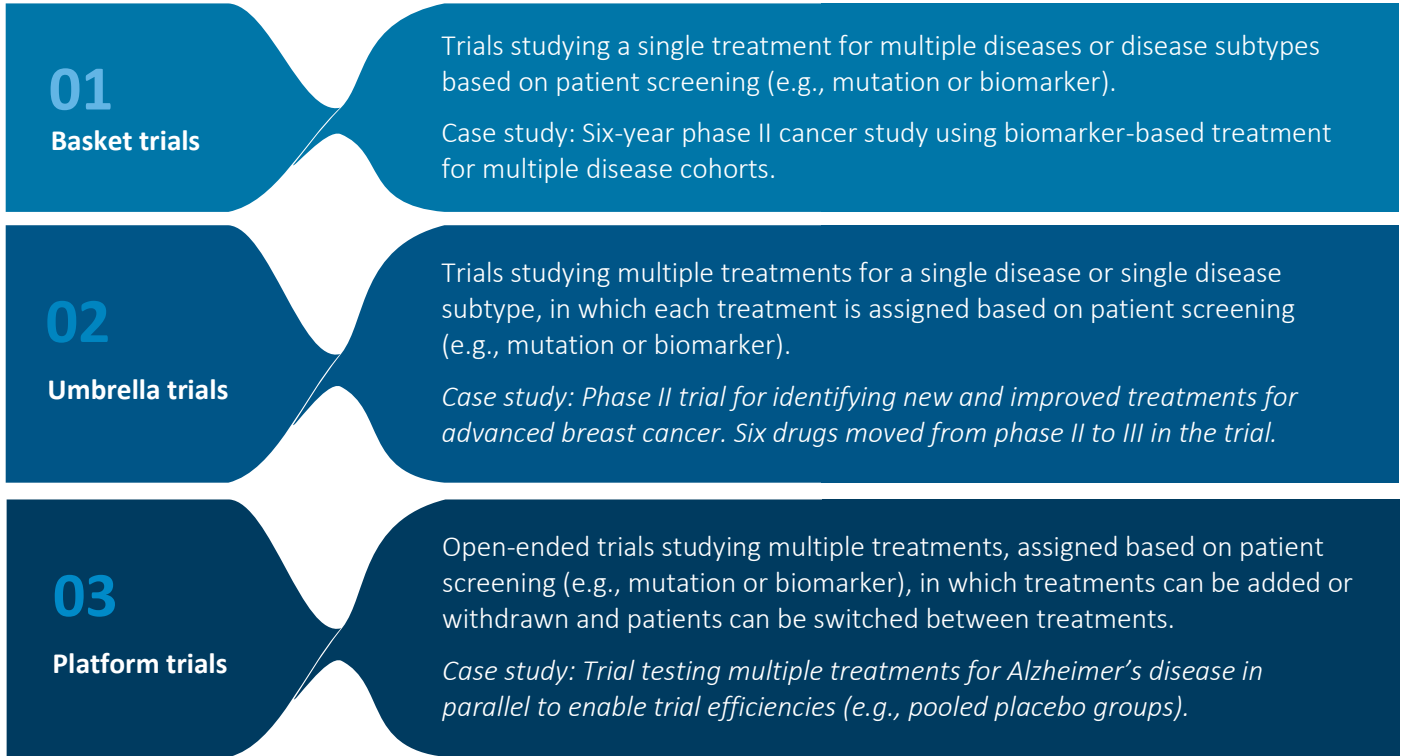 01
Basket trials
Trials studying a single treatment for multiple diseases or disease subtypes
based on patient screening (e.g., mutation or biomarker).
Case study: Six-year phase II cancer study using biomarker-based treatment
for multiple disease cohorts.
02
Umbrella trials
Trials studying multiple treatments for a single disease or single disease
subtype, in which each treatment is assigned based on patient screening
(e.g., mutation or biomarker).
Case study: Phase II trial for identifying new and improved treatments for
advanced breast cancer. Six drugs moved from phase II to III in the trial.
03
Platform trials
Open-ended trials studying multiple treatments, assigned based on patient
screening (e.g., mutation or biomarker), in which treatments can be added or
withdrawn and patients can be switched between treatments.
Case study: Trial testing multiple treatments for Alzheimer’s disease in
parallel to enable trial efficiencies (e.g., pooled placebo groups).